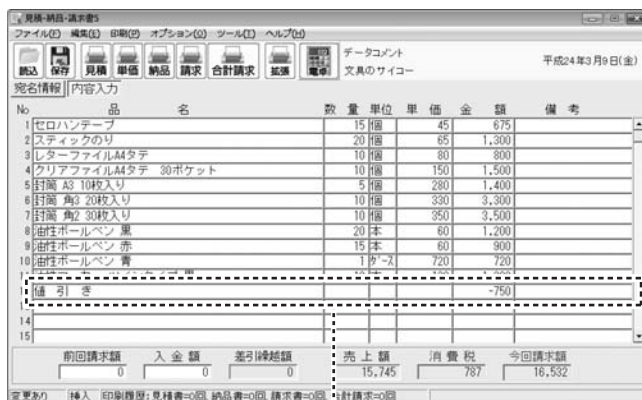 見積・納品・請求書5
ファイル(F) 編集(E) 印刷(P) オプション(O) ツール(T) ヘルプ(H)
読込 保存 見積 単価 納品 請求 合計請求 拡張 電卓 データコメント 文具のサイコー 平成24年3月9日(金)
宛名情報 内容入力
No 品 名 数 量 単位 単 価 金 額 備 考
1 セロハンテープ 15 個 45 675
2 スティックのり 20 個 65 1,300
3 レターファイルA4タテ 10 個 80 800
4 クリアファイルA4タテ 30ポケット 10 個 150 1,500
5 封筒 A3 10枚入り 5 個 280 1,400
6 封筒 角3 20枚入り 10 個 330 3,300
7 封筒 角2 30枚入り 10 個 350 3,500
8 油性ボールペン 黒 20 本 60 1,200
9 油性ボールペン 赤 15 本 60 900
10 油性ボールペン 青 1 ダース 720 720
値 引 き -750
14
15
前回請求額 入 金 額 差引繰越額 売 上 額 消 費 税 今回請求額
0 0 0 15,745 787 16,532
変更あり 挿入 印刷履歴:見積書=0回, 納品書=0回, 請求書=0回, 合計請求=0回